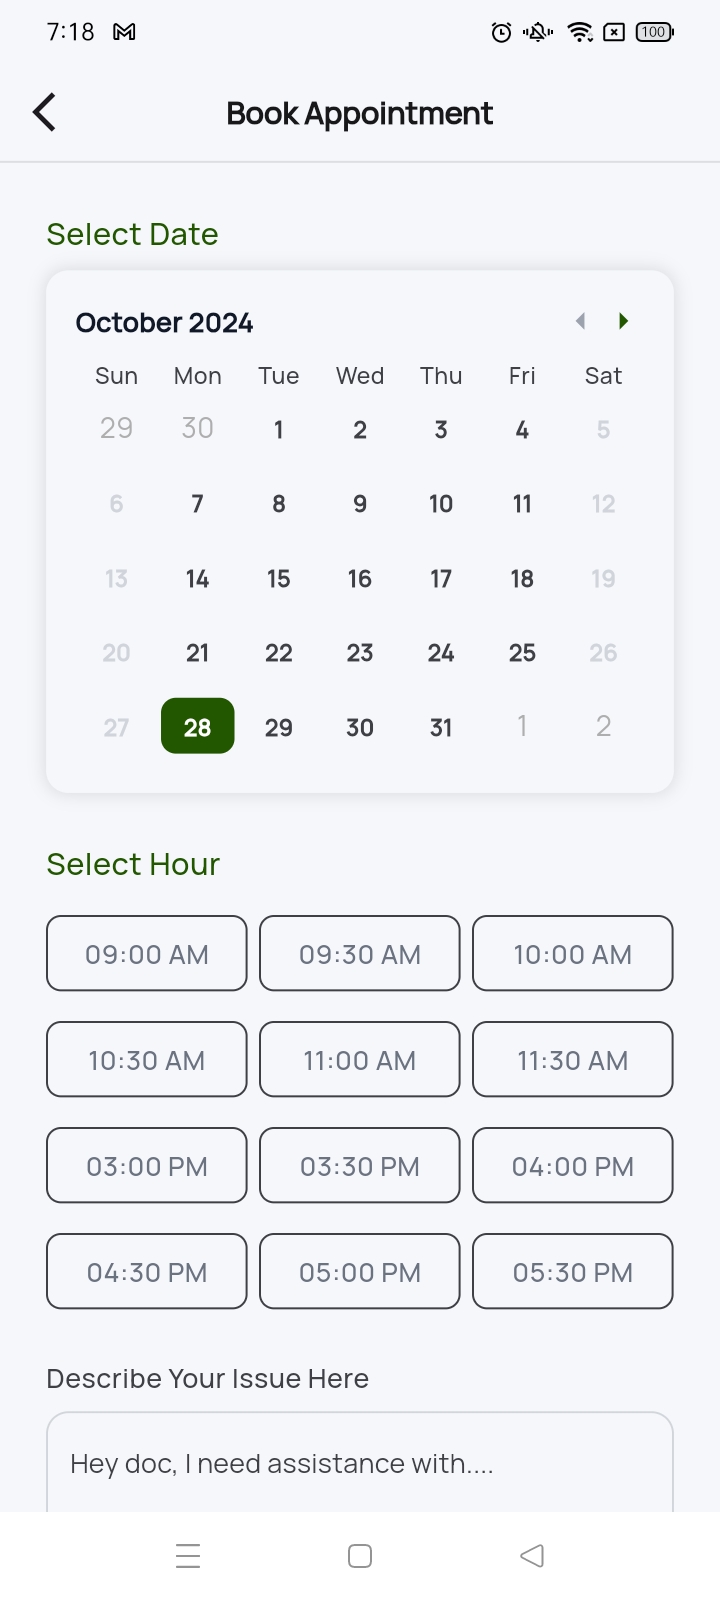 7:18
100
Book Appointment
Select Date
October 2024
Sun Mon Tue Wed Thu Fri Sat
29 30 1 2 3 4 5
6 7 8 9 10 11 12
13 14 15 16 17 18 19
20 21 22 23 24 25 26
27 28 29 30 31 1 2
Select Hour
09:00 AM 09:30 AM 10:00 AM
10:30 AM 11:00 AM 11:30 AM
03:00 PM 03:30 PM 04:00 PM
04:30 PM 05:00 PM 05:30 PM
Describe Your Issue Here
Hey doc, I need assistance with....